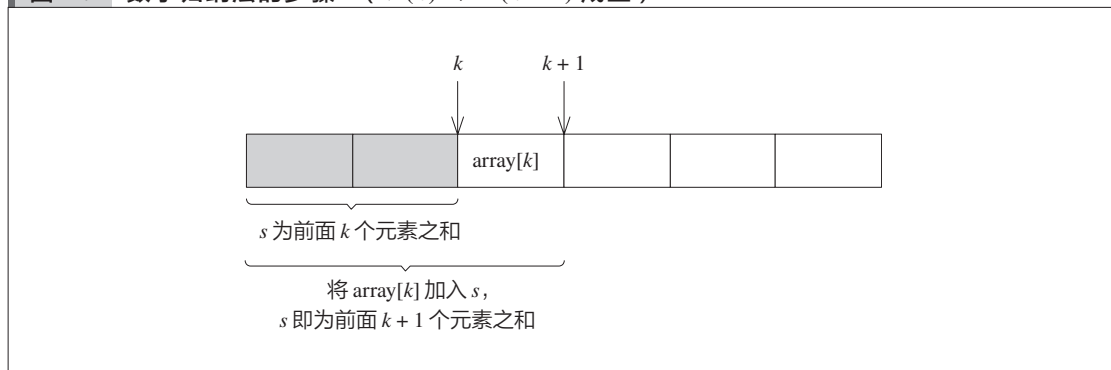 k
k + 1
array[k]
s 为前面 k 个元素之和
将 array[k] 加入 s，
s 即为前面 k + 1 个元素之和